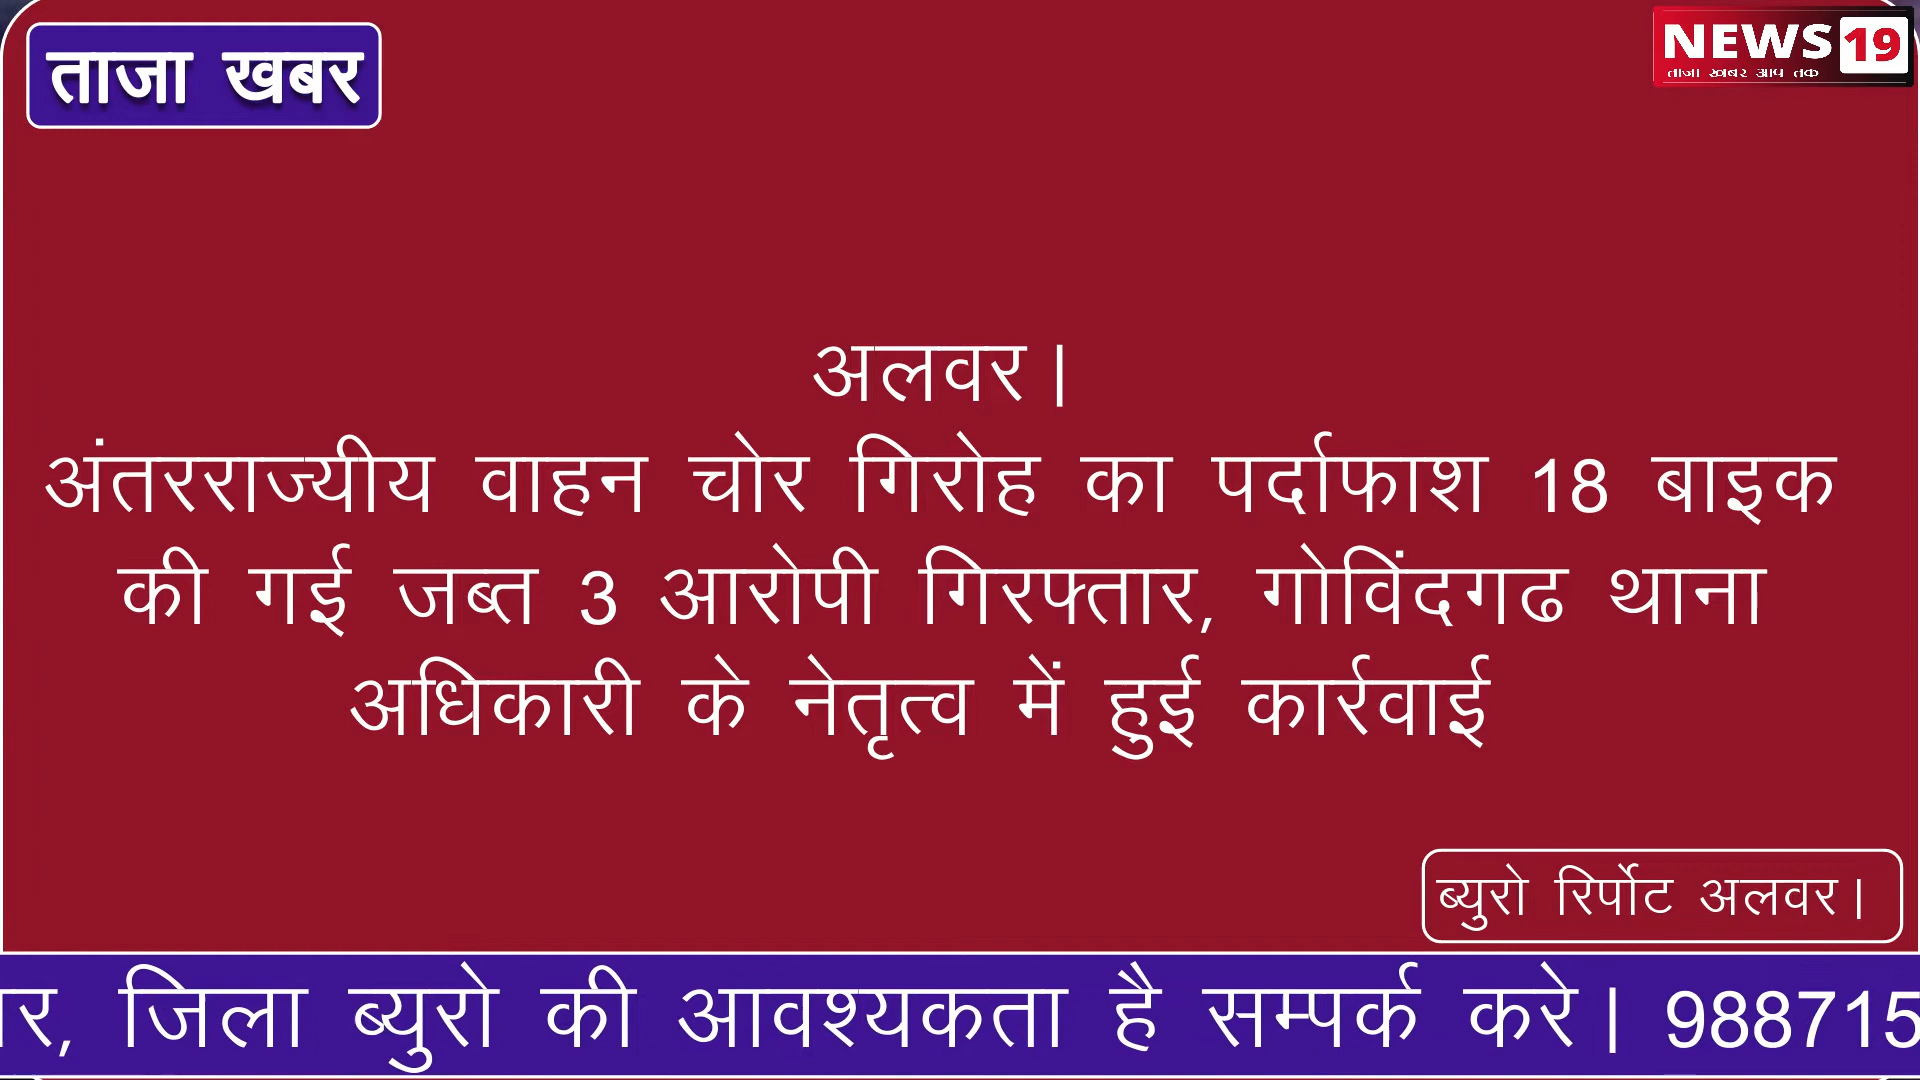 ताजा खबर
NEWS 19
ताजा खबर आप तक
अलवर।
अंतरराज्यीय वाहन चोर गिरोह का पर्दाफाश 18 बाइक
की गई जब्त 3 आरोपी गिरफ्तार, गोविंदगढ थाना
अधिकारी के नेतृत्व में हुई कार्रवाई
ब्युरो रिर्पोट अलवर।
र, जिला ब्युरो की आवश्यकता है सम्पर्क करे। 988715